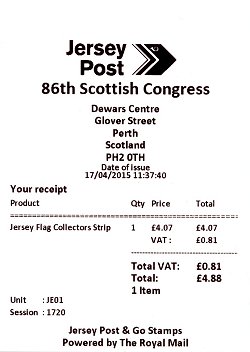 Jersey
Post
86th Scottish Congress
Dewars Centre
Glover Street
Perth
Scotland
PH2 0TH
Date of issue
17/04/2015 11:37:40
Your receipt
Product Qty Price Total
Jersey Flag Collectors Strip 1 £4.07 £4.07
VAT : £0.81
Total VAT: £0.81
Total: £4.88
1 Item
Unit : JE01
Session : 1720
Jersey Post & Go Stamps
Powered by The Royal Mail